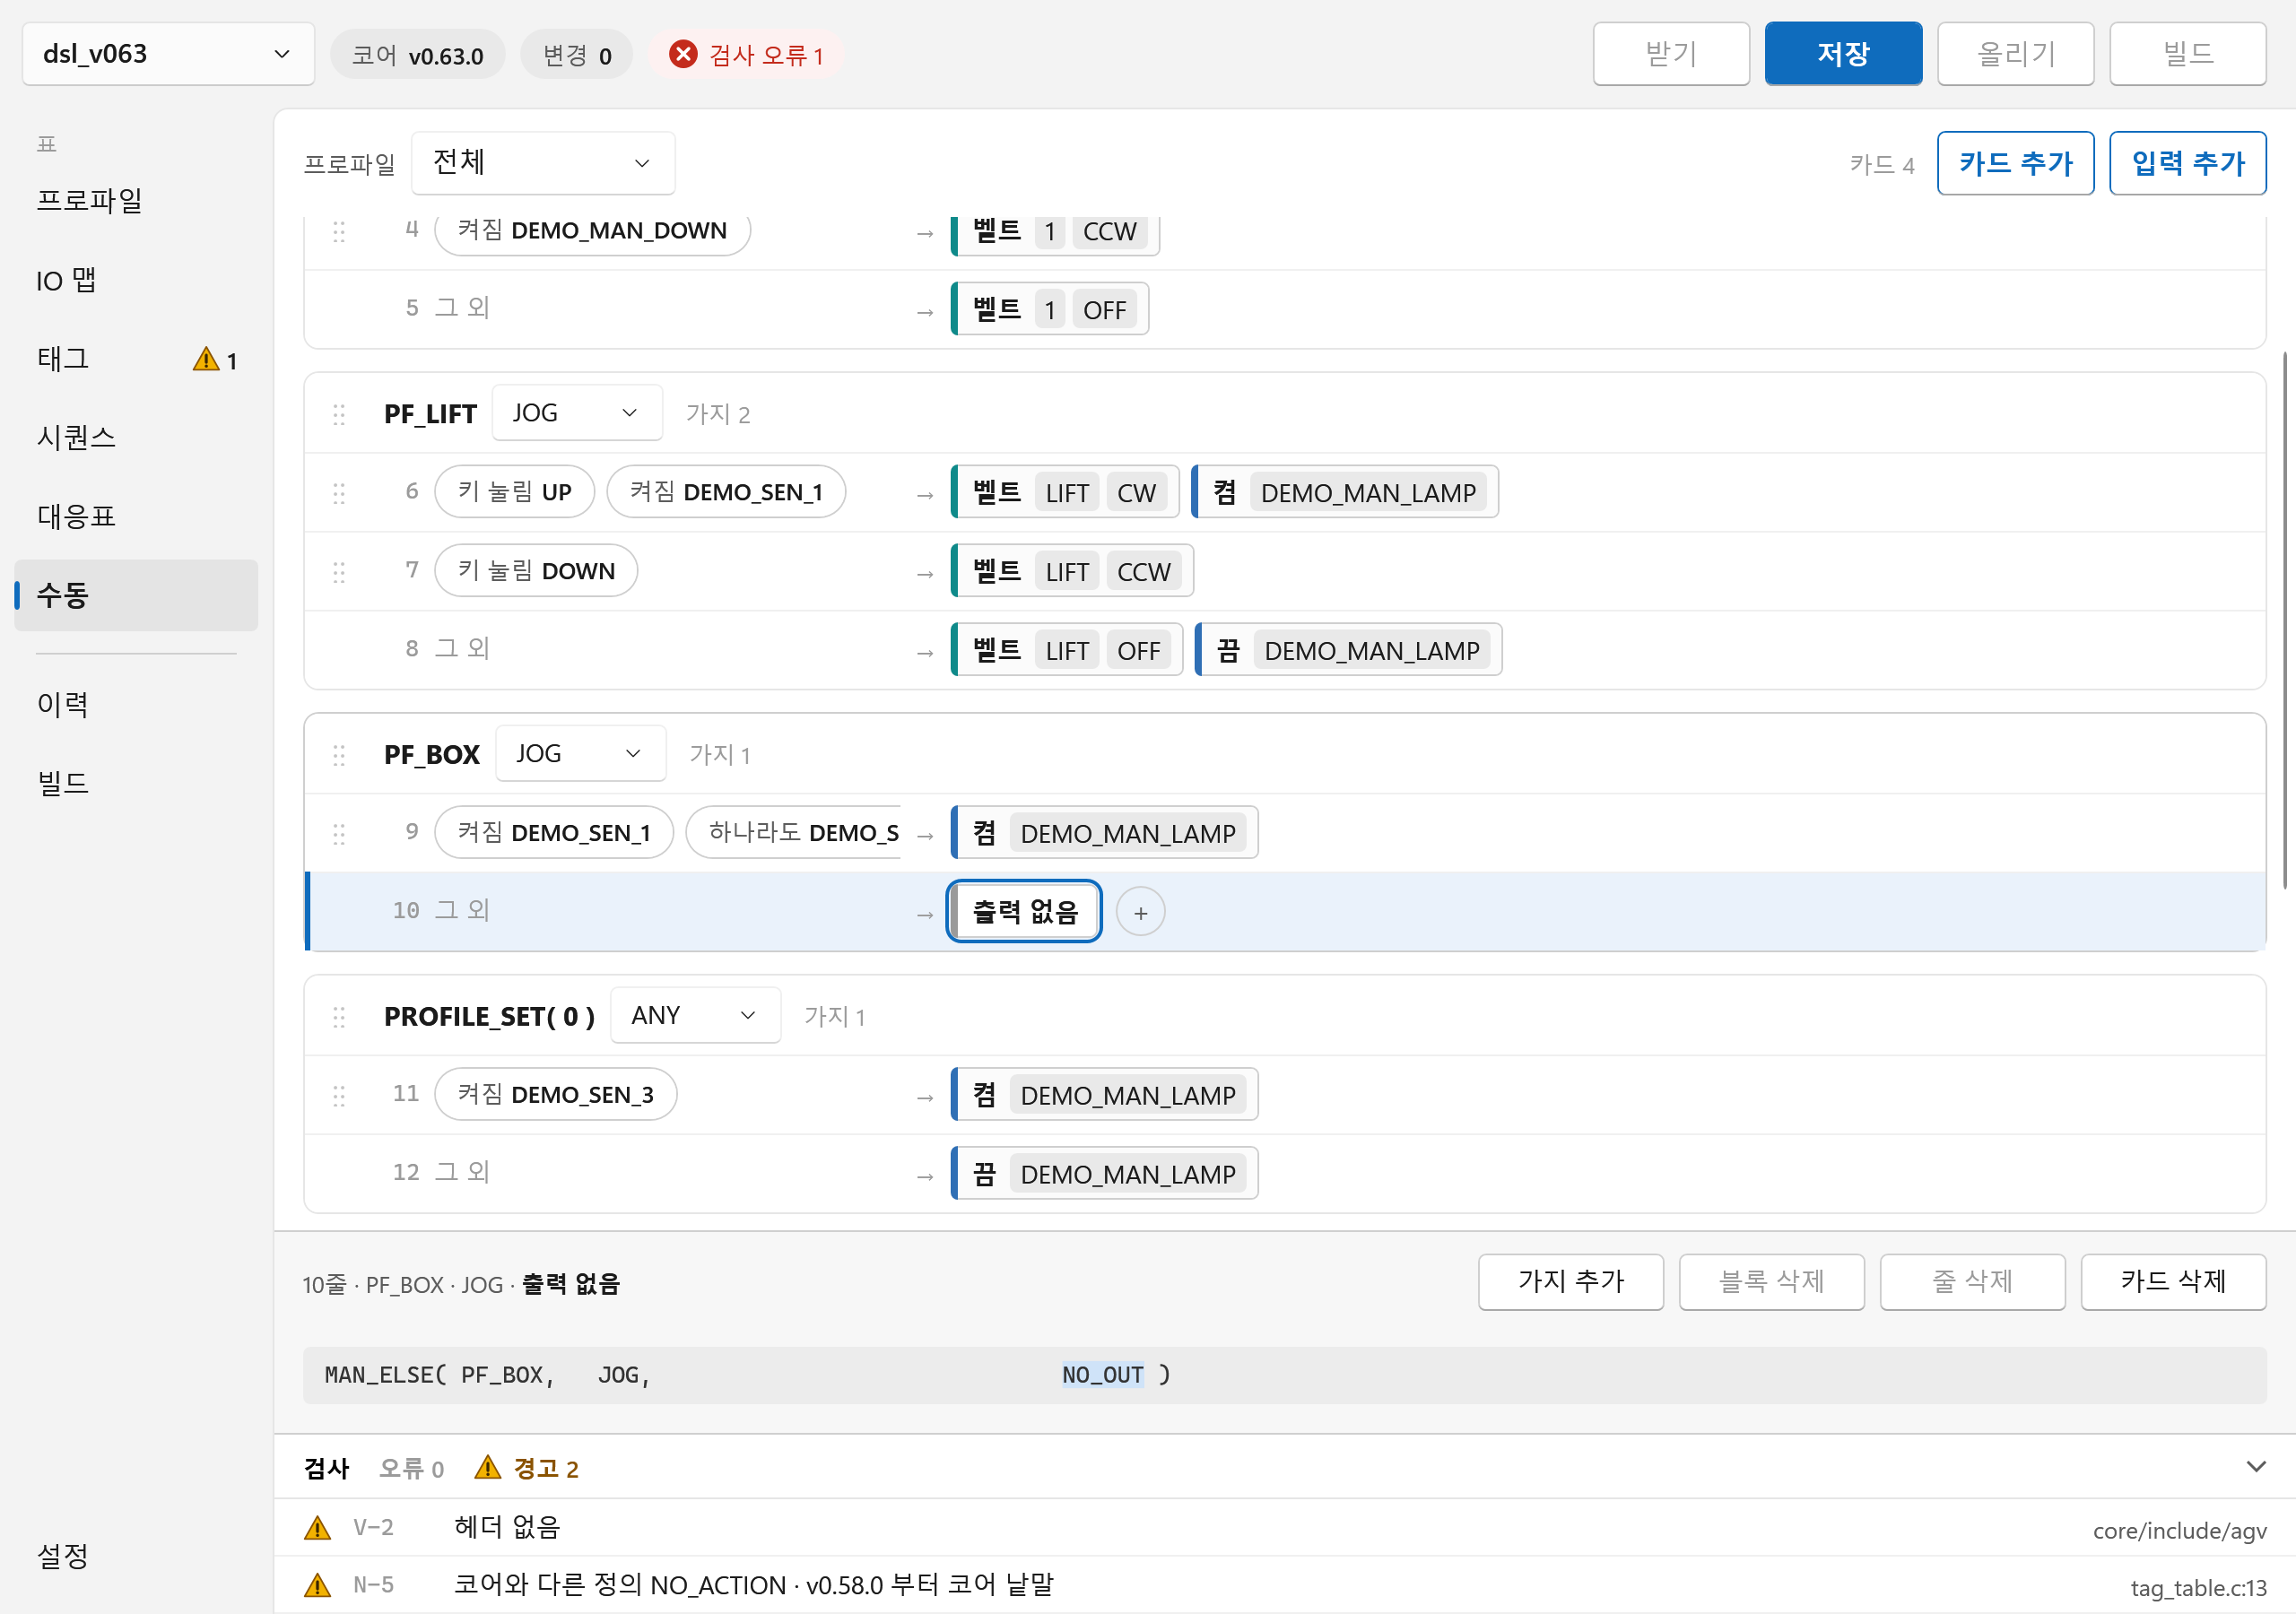 dsl_v063 코어 v0.63.0 변경 0 검사 오류 1 받기 저장 올리기 빌드
표
프로파일
IO 맵
태그 1
시퀀스
대응표
수동
이력
빌드
설정
프로파일 전체 카드 4 카드 추가 입력 추가
4 켜짐 DEMO_MAN_DOWN → 벨트 1 CCW
5 그 외 → 벨트 1 OFF
PF_LIFT JOG 가지 2
6 키 눌림 UP 켜짐 DEMO_SEN_1 → 벨트 LIFT CW 켬 DEMO_MAN_LAMP
7 키 눌림 DOWN → 벨트 LIFT CCW
8 그 외 → 벨트 LIFT OFF 끔 DEMO_MAN_LAMP
PF_BOX JOG 가지 1
9 켜짐 DEMO_SEN_1 하나라도 DEMO_S → 켬 DEMO_MAN_LAMP
10 그 외 → 출력 없음 +
PROFILE_SET( 0 ) ANY 가지 1
11 켜짐 DEMO_SEN_3 → 켬 DEMO_MAN_LAMP
12 그 외 → 끔 DEMO_MAN_LAMP
10줄 · PF_BOX · JOG · 출력 없음 가지 추가 블록 삭제 줄 삭제 카드 삭제
MAN_ELSE( PF_BOX, JOG, NO_OUT )
검사 오류 0 경고 2
V-2 헤더 없음 core/include/agv
N-5 코어와 다른 정의 NO_ACTION · v0.58.0 부터 코어 낱말 tag_table.c:13